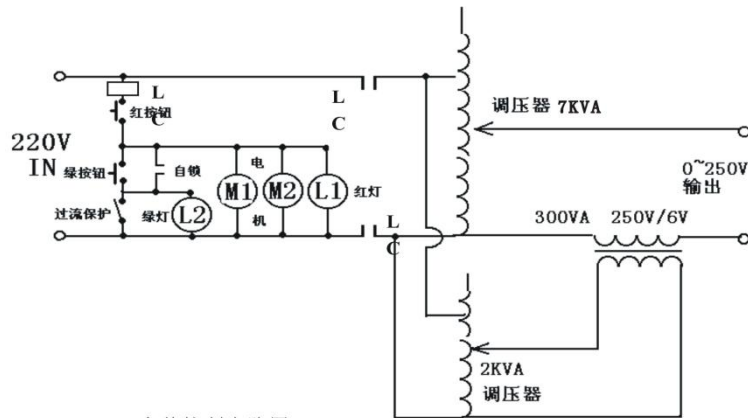 L
C
红按钮
L
C
调压器 7KVA
220V
IN
绿按钮
自锁
电
M1
M2
L1
红灯
0~250V
输出
过流保护
绿灯
L2
机
L
C
300VA
250V/6V
2KVA
调压器